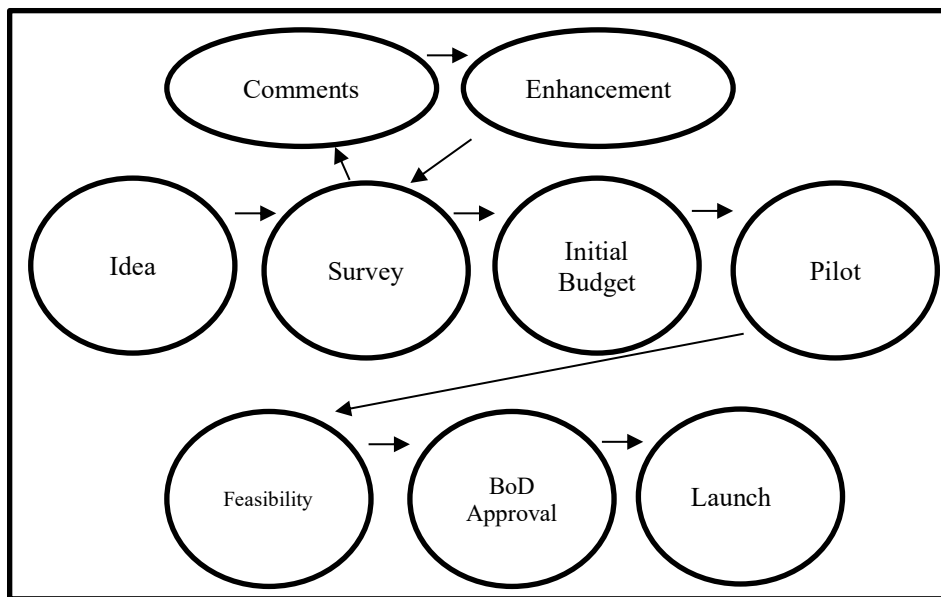 Comments
Enhancement
Idea
Survey
Initial
Budget
Pilot
Feasibility
BoD
Approval
Launch